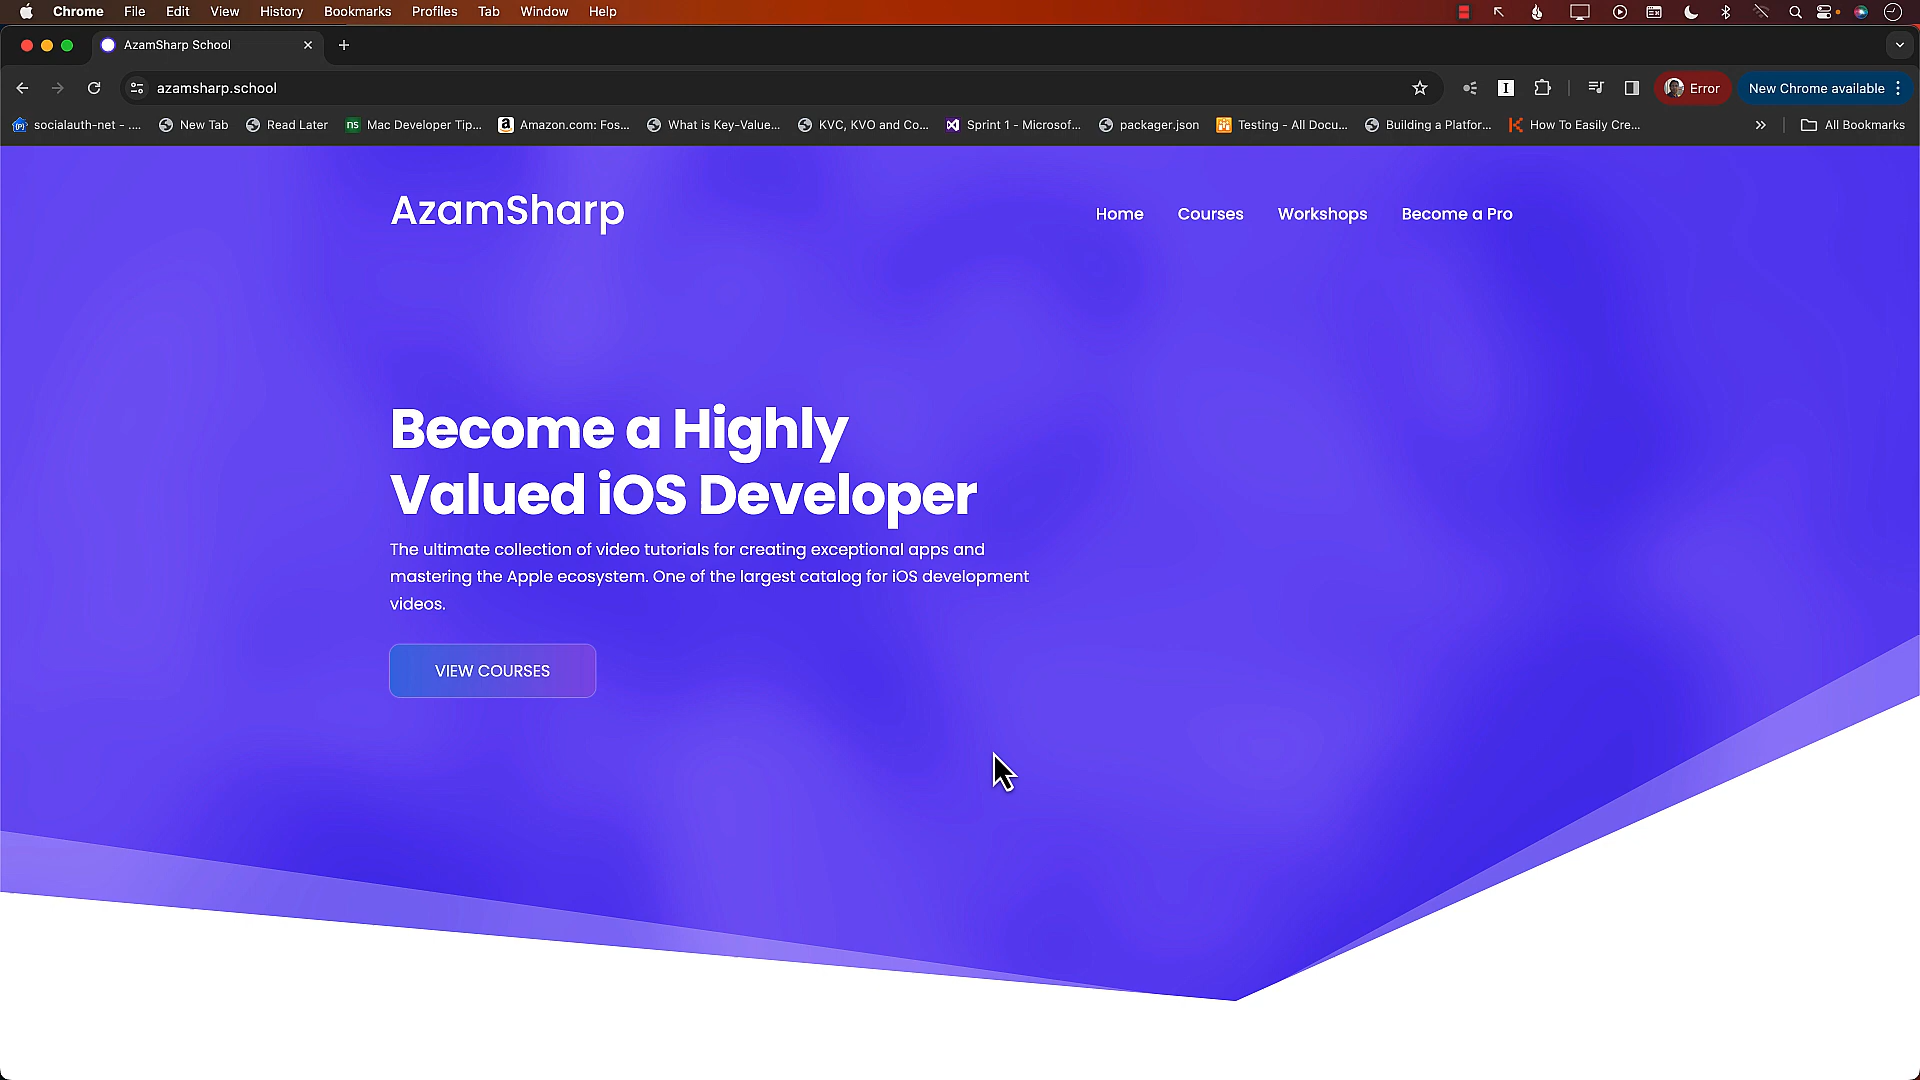 Chrome File Edit View History Bookmarks Profiles Tab Window Help
AzamSharp School
azamsharp.school
Error
New Chrome available
socialauth-net - ....
New Tab
Read Later
ns
Mac Developer Tip...
Amazon.com: Fos...
What is Key-Value...
KVC, KVO and Co...
Sprint 1 - Microsof...
packager.json
Testing - All Docu...
Building a Platfor...
How To Easily Cre...
All Bookmarks
AzamSharp
Home Courses Workshops Become a Pro
Become a Highly
Valued iOS Developer
The ultimate collection of video tutorials for creating exceptional apps and
mastering the Apple ecosystem. One of the largest catalog for iOS development
videos.
VIEW COURSES